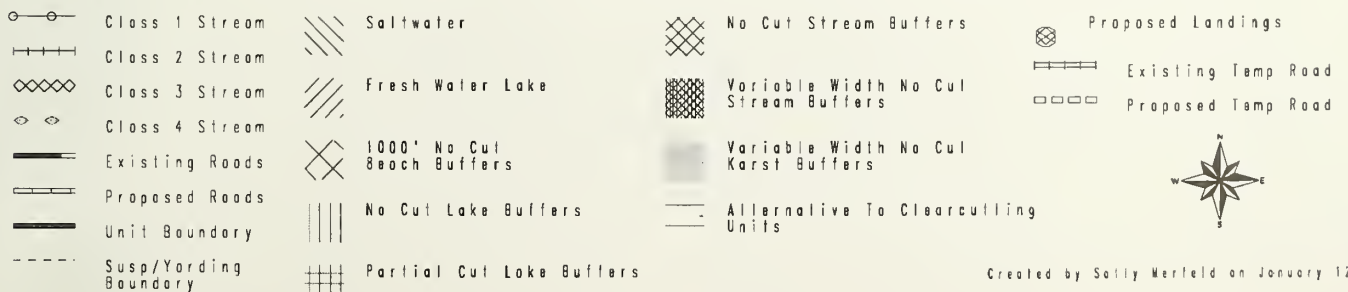 Class 1 Stream
Class 2 Stream
Class 3 Stream
Class 4 Stream
Existing Roads
Proposed Roads
Unit Boundary
Susp/Yarding
Boundary
Saltwater
Fresh Water Lake
1000' No Cut
Beach Buffers
No Cut Lake Buffers
Partial Cut Lake Buffers
No Cut Stream Buffers
Variable Width No Cut
Stream Buffers
Variable Width No Cut
Karst Buffers
Alternative To Clearcutting
Units
Proposed Landings
Existing Temp Road
Proposed Temp Road
N
W E
S
Created by Sally Merfeld on January 12